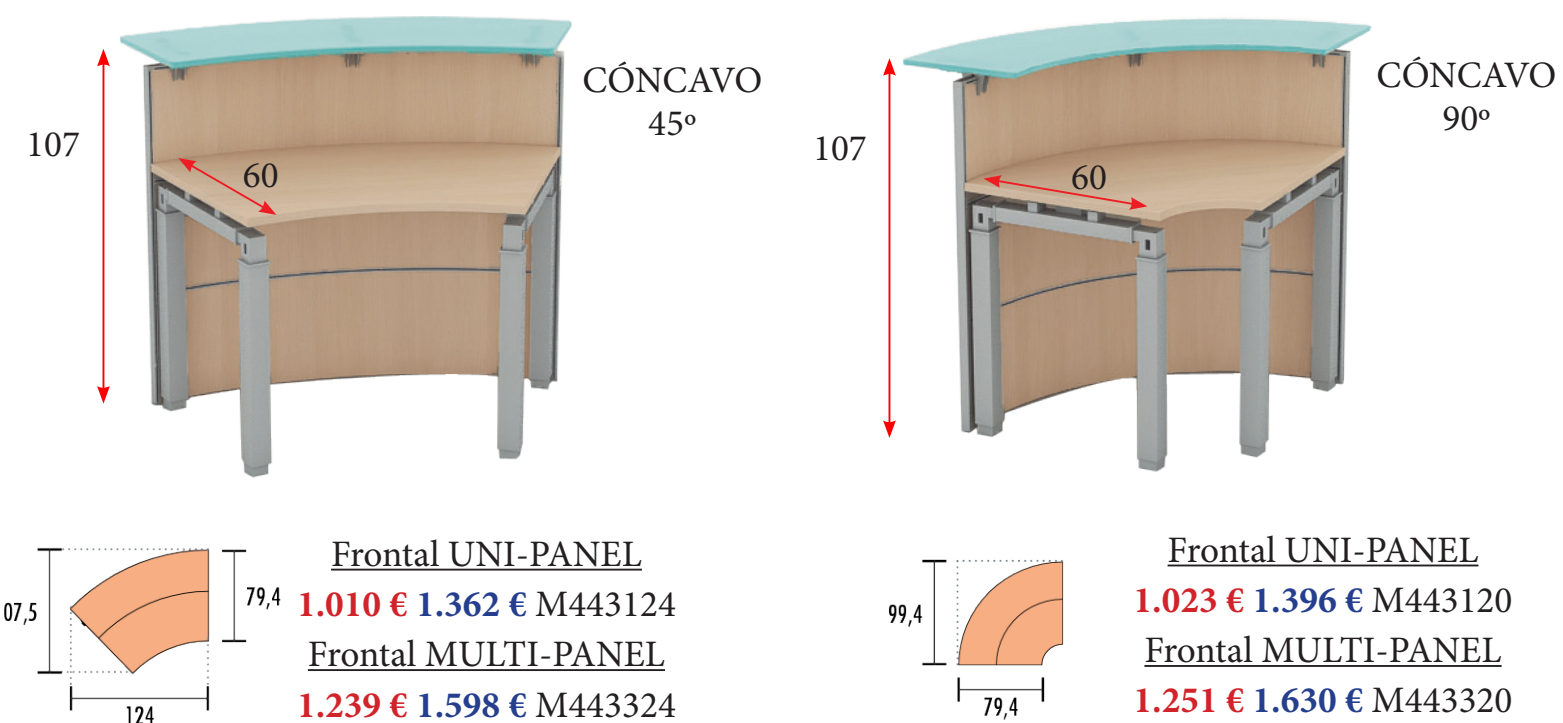 CÓNCAVO
45º
107
60
CÓNCAVO
90º
107
60
Frontal UNI-PANEL
07,5
79,4
1.010 € 1.362 € M443124
Frontal MULTI-PANEL
124
1.239 € 1.598 € M443324
Frontal UNI-PANEL
99,4
1.023 € 1.396 € M443120
Frontal MULTI-PANEL
79,4
1.251 € 1.630 € M443320